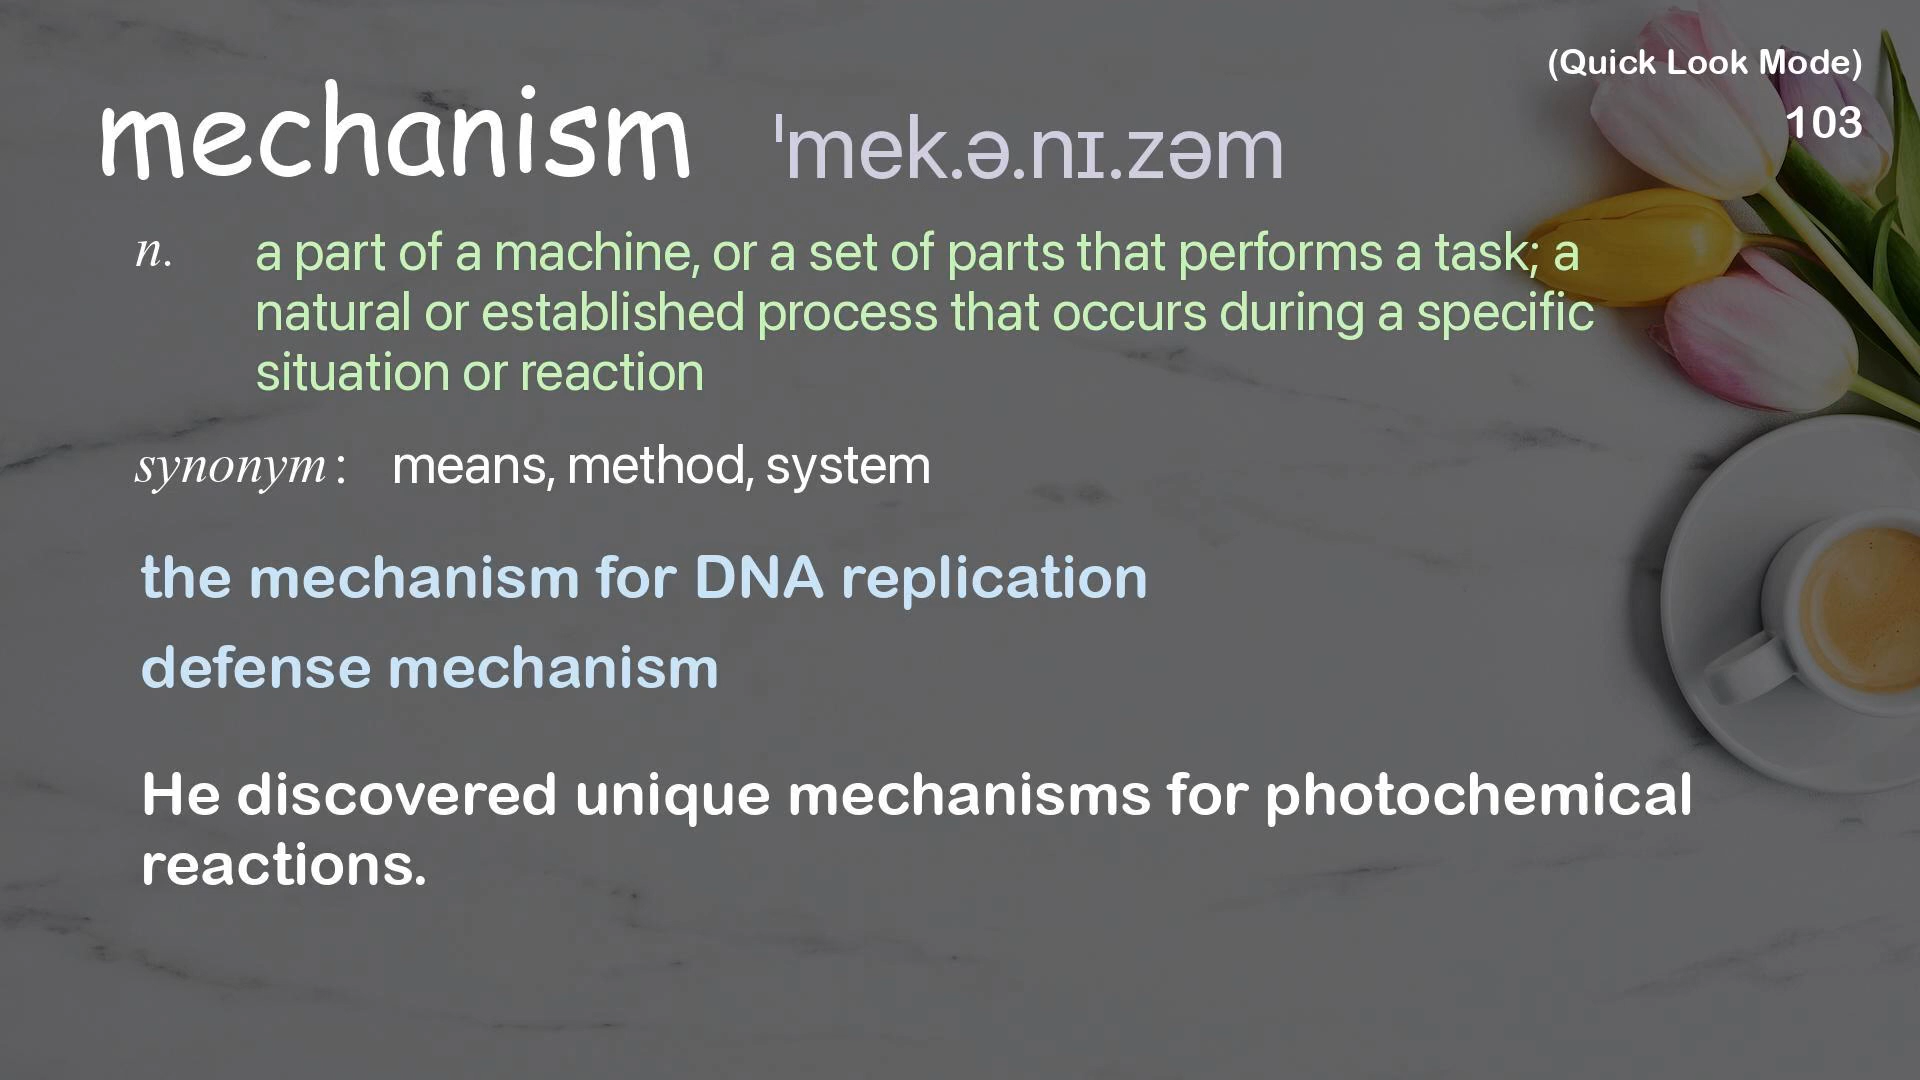 (Quick Look Mode)
103
mechanism ˈmek.ə.nɪ.zəm
n. a part of a machine, or a set of parts that performs a task; a
natural or established process that occurs during a specific
situation or reaction
synonym : means, method, system
the mechanism for DNA replication
defense mechanism
He discovered unique mechanisms for photochemical
reactions.